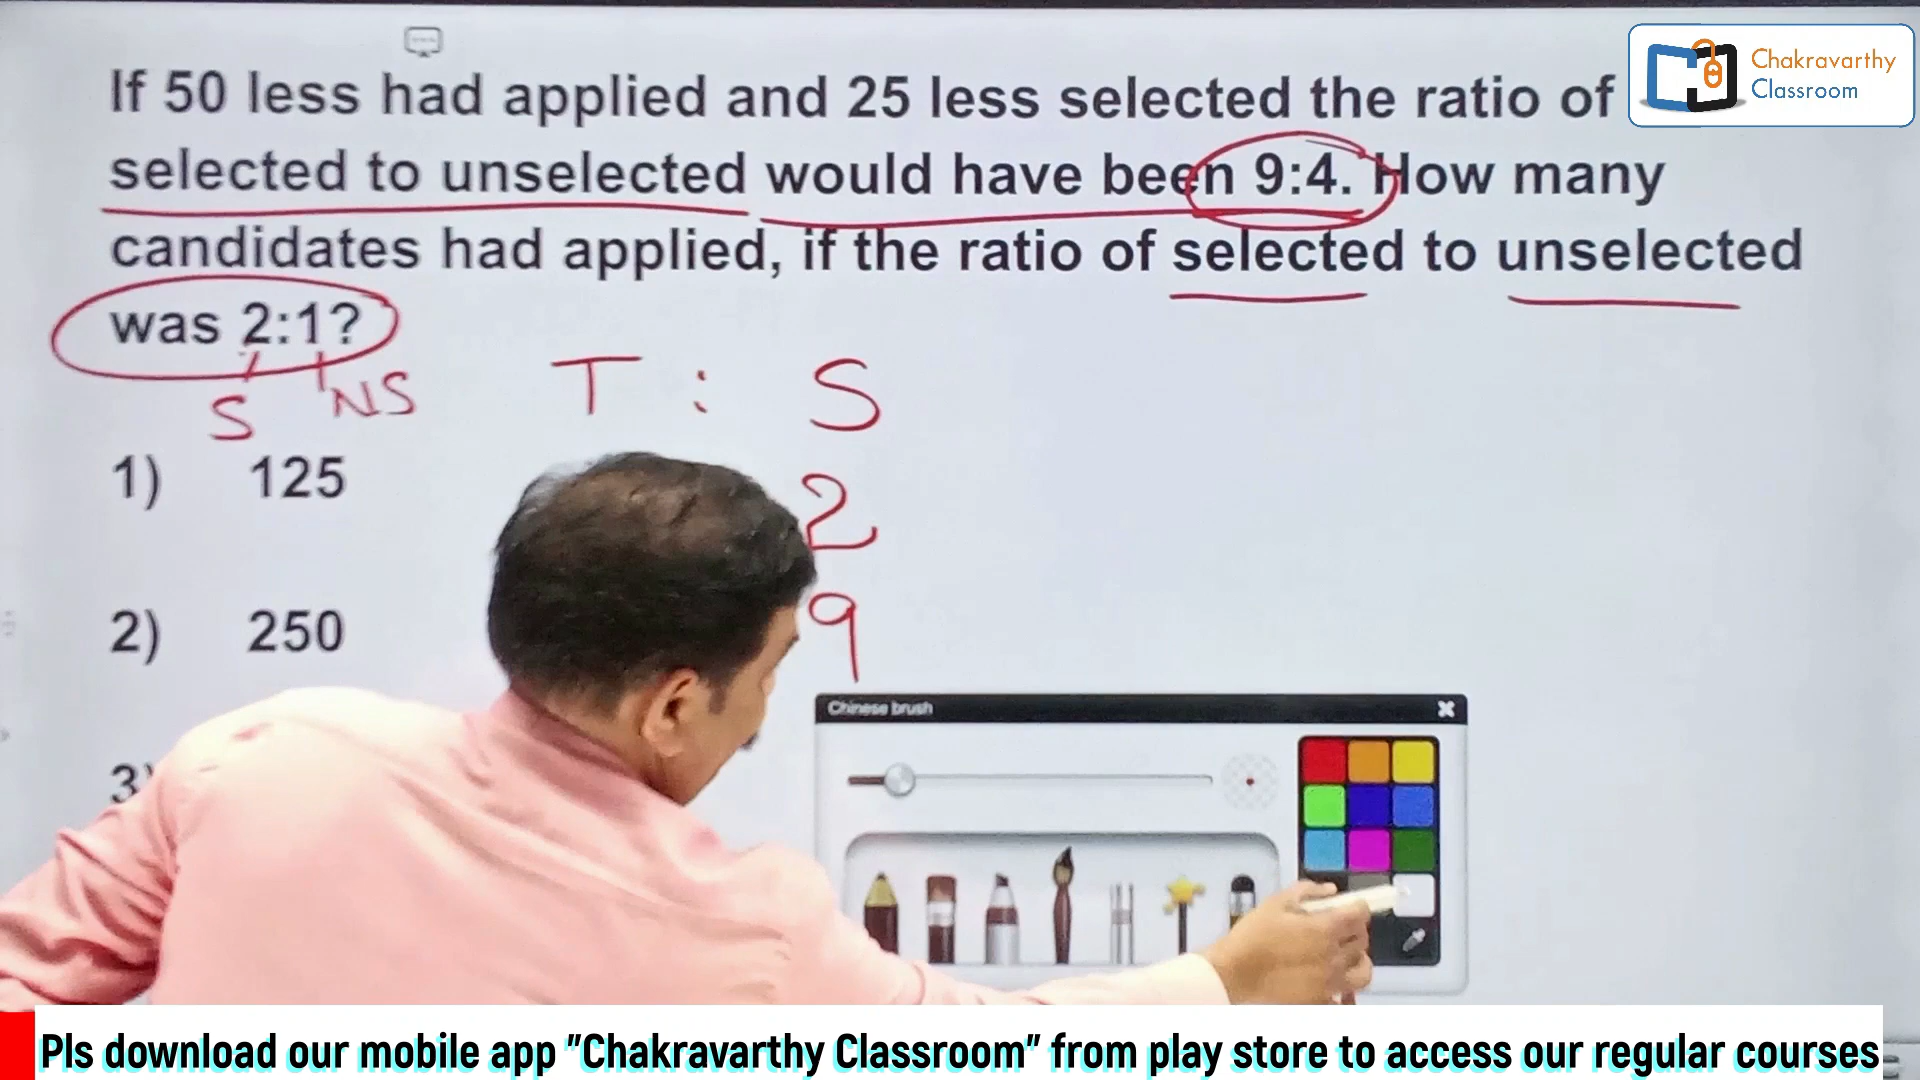 If 50 less had applied and 25 less selected the ratio of
selected to unselected would have been 9:4. How many
candidates had applied, if the ratio of selected to unselected
was 2:1?
S NS
T : S
2
9
1) 125
2) 250
3)
Chinese brush
Chakravarthy
Classroom
Pls download our mobile app "Chakravarthy Classroom" from play store to access our regular courses